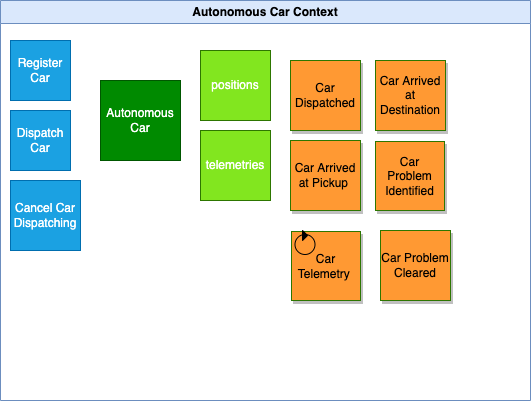 Autonomous Car Context
Register
Car
Dispatch
Car
Cancel Car
Dispatching
Autonomous
Car
positions
telemetries
Car
Dispatched
Car Arrived
at
Destination
Car Arrived
at Pickup
Car
Problem
Identified
Car
Telemetry
Car Problem
Cleared